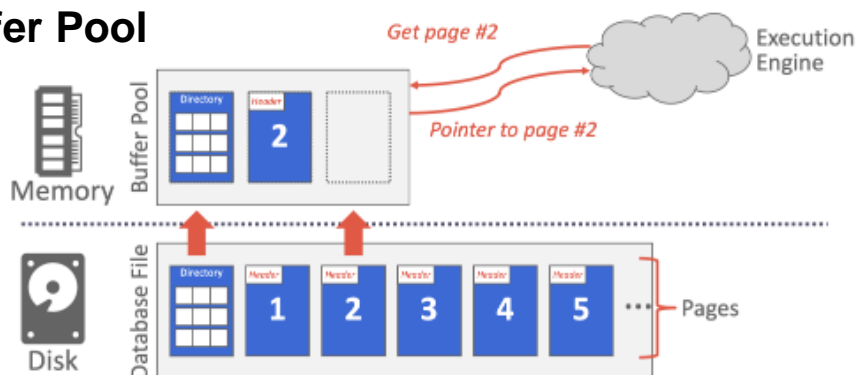 fer Pool
Get page #2
Execution
Engine
Buffer Pool
Directory
Header
2
Pointer to page #2
Memory
Database File
Directory
Header
1
Header
2
Header
3
Header
4
Header
5
...
Pages
Disk